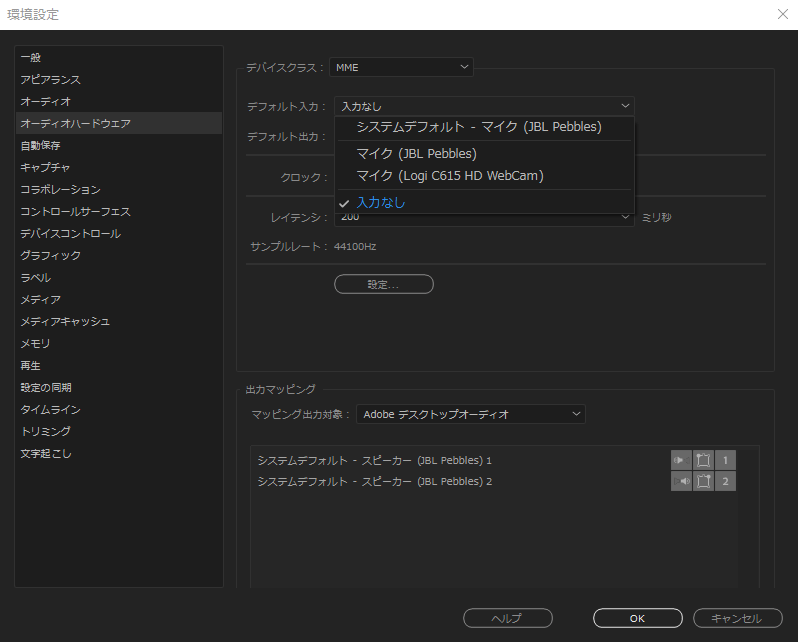 環境設定
一般
アピアランス
オーディオ
オーディオハードウェア
自動保存
キャプチャ
コラボレーション
コントロールサーフェス
デバイスコントロール
グラフィック
ラベル
メディア
メディアキャッシュ
メモリ
再生
設定の同期
タイムライン
トリミング
文字起こし
デバイスクラス : MME
デフォルト入力 : 入力なし
システムデフォルト - マイク (JBL Pebbles)
デフォルト出力 :
マイク (JBL Pebbles)
クロック : マイク (Logi C615 HD WebCam)
入力なし
レイテンシ : 200 ミリ秒
サンプルレート : 44100Hz
設定...
出力マッピング
マッピング出力対象 : Adobe デスクトップオーディオ
システムデフォルト - スピーカー (JBL Pebbles) 1 1
システムデフォルト - スピーカー (JBL Pebbles) 2 2
ヘルプ OK キャンセル